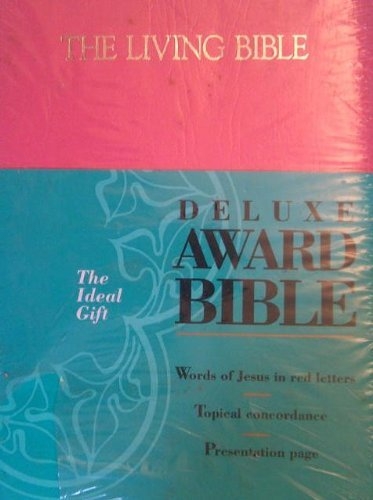 THE LIVING BIBLE
DELUXE
AWARD
BIBLE
The
Ideal
Gift
Words of Jesus in red letters
Topical concordance
Presentation page